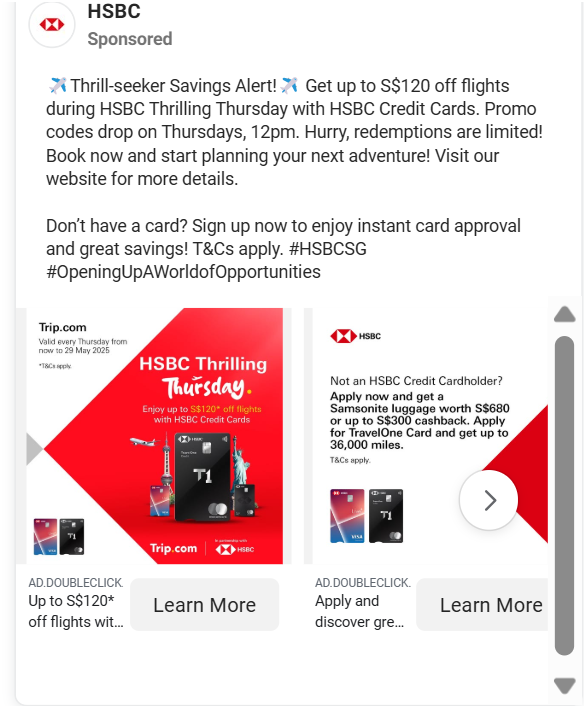 HSBC
Sponsored
✈️Thrill-seeker Savings Alert!✈️ Get up to S$120 off flights
during HSBC Thrilling Thursday with HSBC Credit Cards. Promo
codes drop on Thursdays, 12pm. Hurry, redemptions are limited!
Book now and start planning your next adventure! Visit our
website for more details.
Don’t have a card? Sign up now to enjoy instant card approval
and great savings! T&Cs apply. #HSBCSG
#OpeningUpAWorldofOpportunities
Trip.com
Valid every Thursday from
now to 29 May 2025
*T&Cs apply.
HSBC Thrilling
Thursday.
Enjoy up to S$120* off flights
with HSBC Credit Cards
HSBC
T1
VISA
Trip.com
In partnership with
HSBC
HSBC
Not an HSBC Credit Cardholder?
Apply now and get a
Samsonite luggage worth S$680
or up to S$300 cashback. Apply
for TravelOne Card and get up to
36,000 miles.
T&Cs apply.
VISA
T1
AD.DOUBLECLICK.
Up to S$120*
off flights wit...
Learn More
AD.DOUBLECLICK.
Apply and
discover gre...
Learn More